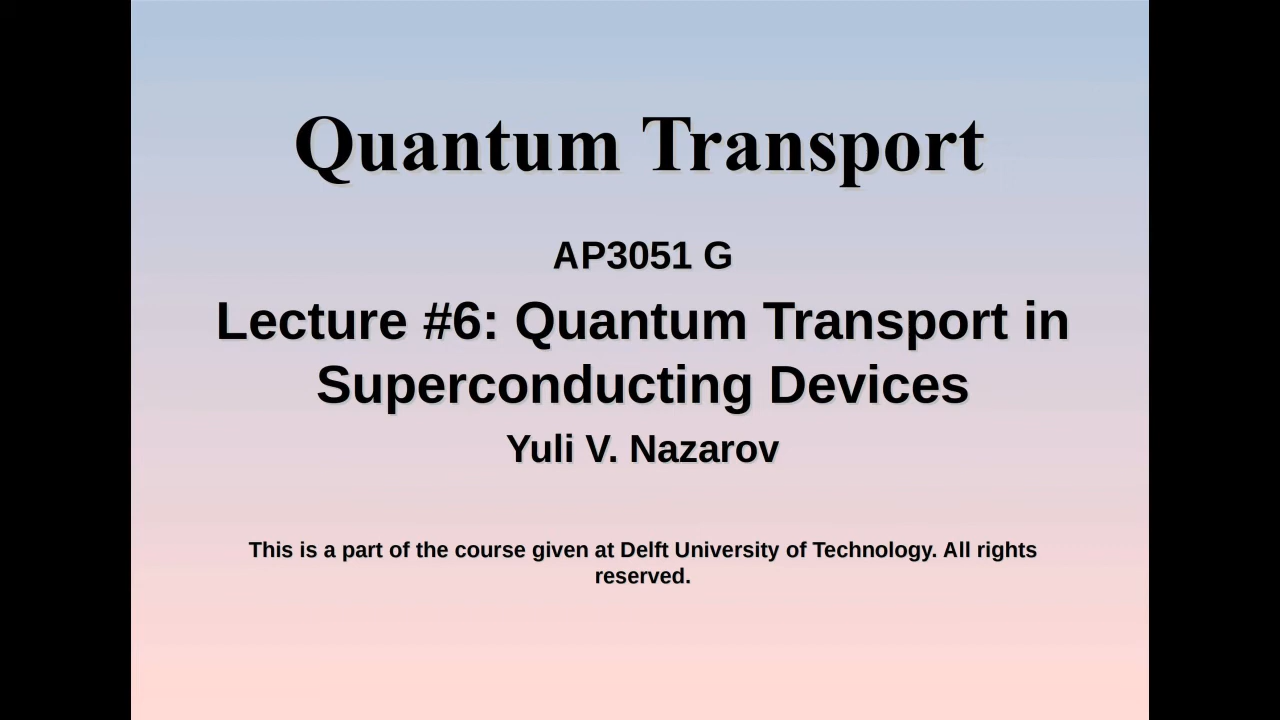 Quantum Transport
AP3051 G
Lecture #6: Quantum Transport in
Superconducting Devices
Yuli V. Nazarov
This is a part of the course given at Delft University of Technology. All rights
reserved.